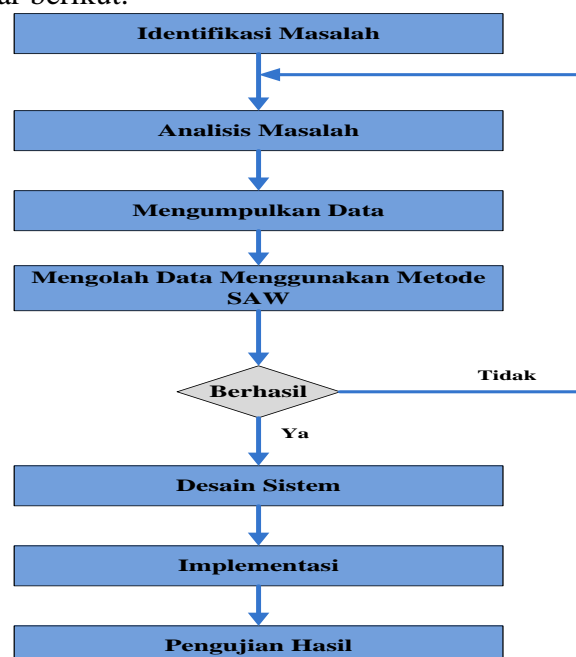 berikut.
Identifikasi Masalah
Analisis Masalah
Mengumpulkan Data
Mengolah Data Menggunakan Metode
SAW
Berhasil
Tidak
Ya
Desain Sistem
Implementasi
Pengujian Hasil